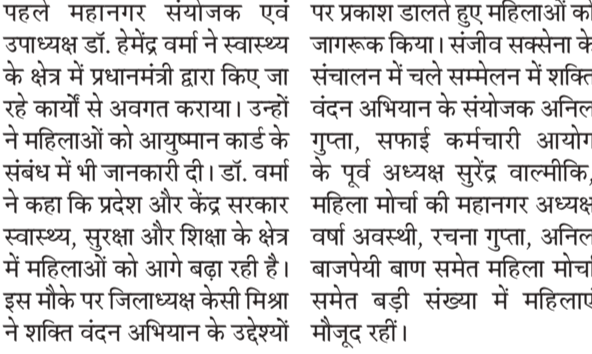 पहले महानगर संयोजक एवं
उपाध्यक्ष डॉ. हेमेंद्र वर्मा ने स्वास्थ्य
के क्षेत्र में प्रधानमंत्री द्वारा किए जा
रहे कार्यों से अवगत कराया। उन्हों
ने महिलाओं को आयुष्मान कार्ड के
संबंध में भी जानकारी दी। डॉ. वर्मा
ने कहा कि प्रदेश और केंद्र सरकार
स्वास्थ्य, सुरक्षा और शिक्षा के क्षेत्र
में महिलाओं को आगे बढ़ा रही है।
इस मौके पर जिलाध्यक्ष केसी मिश्रा
ने शक्ति वंदन अभियान के उद्देश्यों
पर प्रकाश डालते हुए महिलाओं को
जागरूक किया। संजीव सक्सेना के
संचालन में चले सम्मेलन में शक्ति
वंदन अभियान के संयोजक अनिल
गुप्ता, सफाई कर्मचारी आयोग
के पूर्व अध्यक्ष सुरेंद्र वाल्मीकि,
महिला मोर्चा की महानगर अध्यक्ष
वर्षा अवस्थी, रचना गुप्ता, अनिल
बाजपेयी बाण समेत महिला मोर्चा
समेत बड़ी संख्या में महिलाएं
मौजूद रहीं।